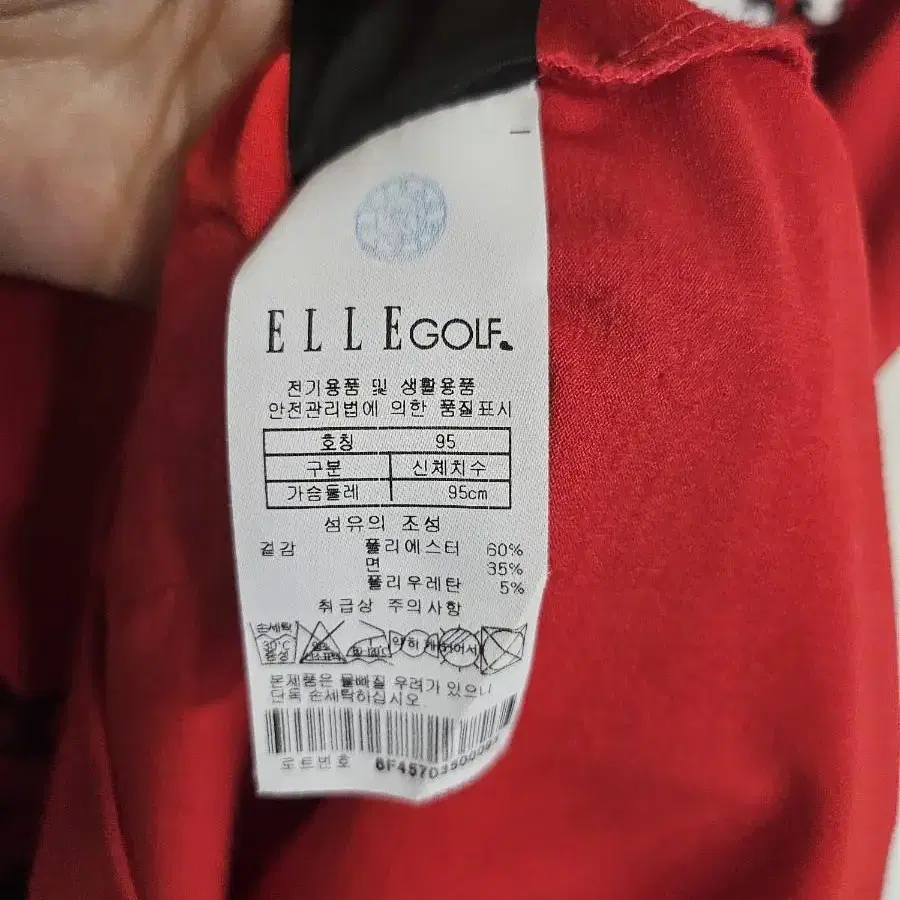 ELLE GOLF
전기용품 및 생활용품
안전관리법에 의한 품질표시
호칭 95
구분 신체치수
가슴둘레 95cm
섬유의 조성
겉감 폴리에스터 60%
면 35%
폴리우레탄 5%
취급상 주의사항
손세탁
30°C
중성
본제품은 물빠질 우려가 있으니
단독 손세탁하십시오.
로트번호